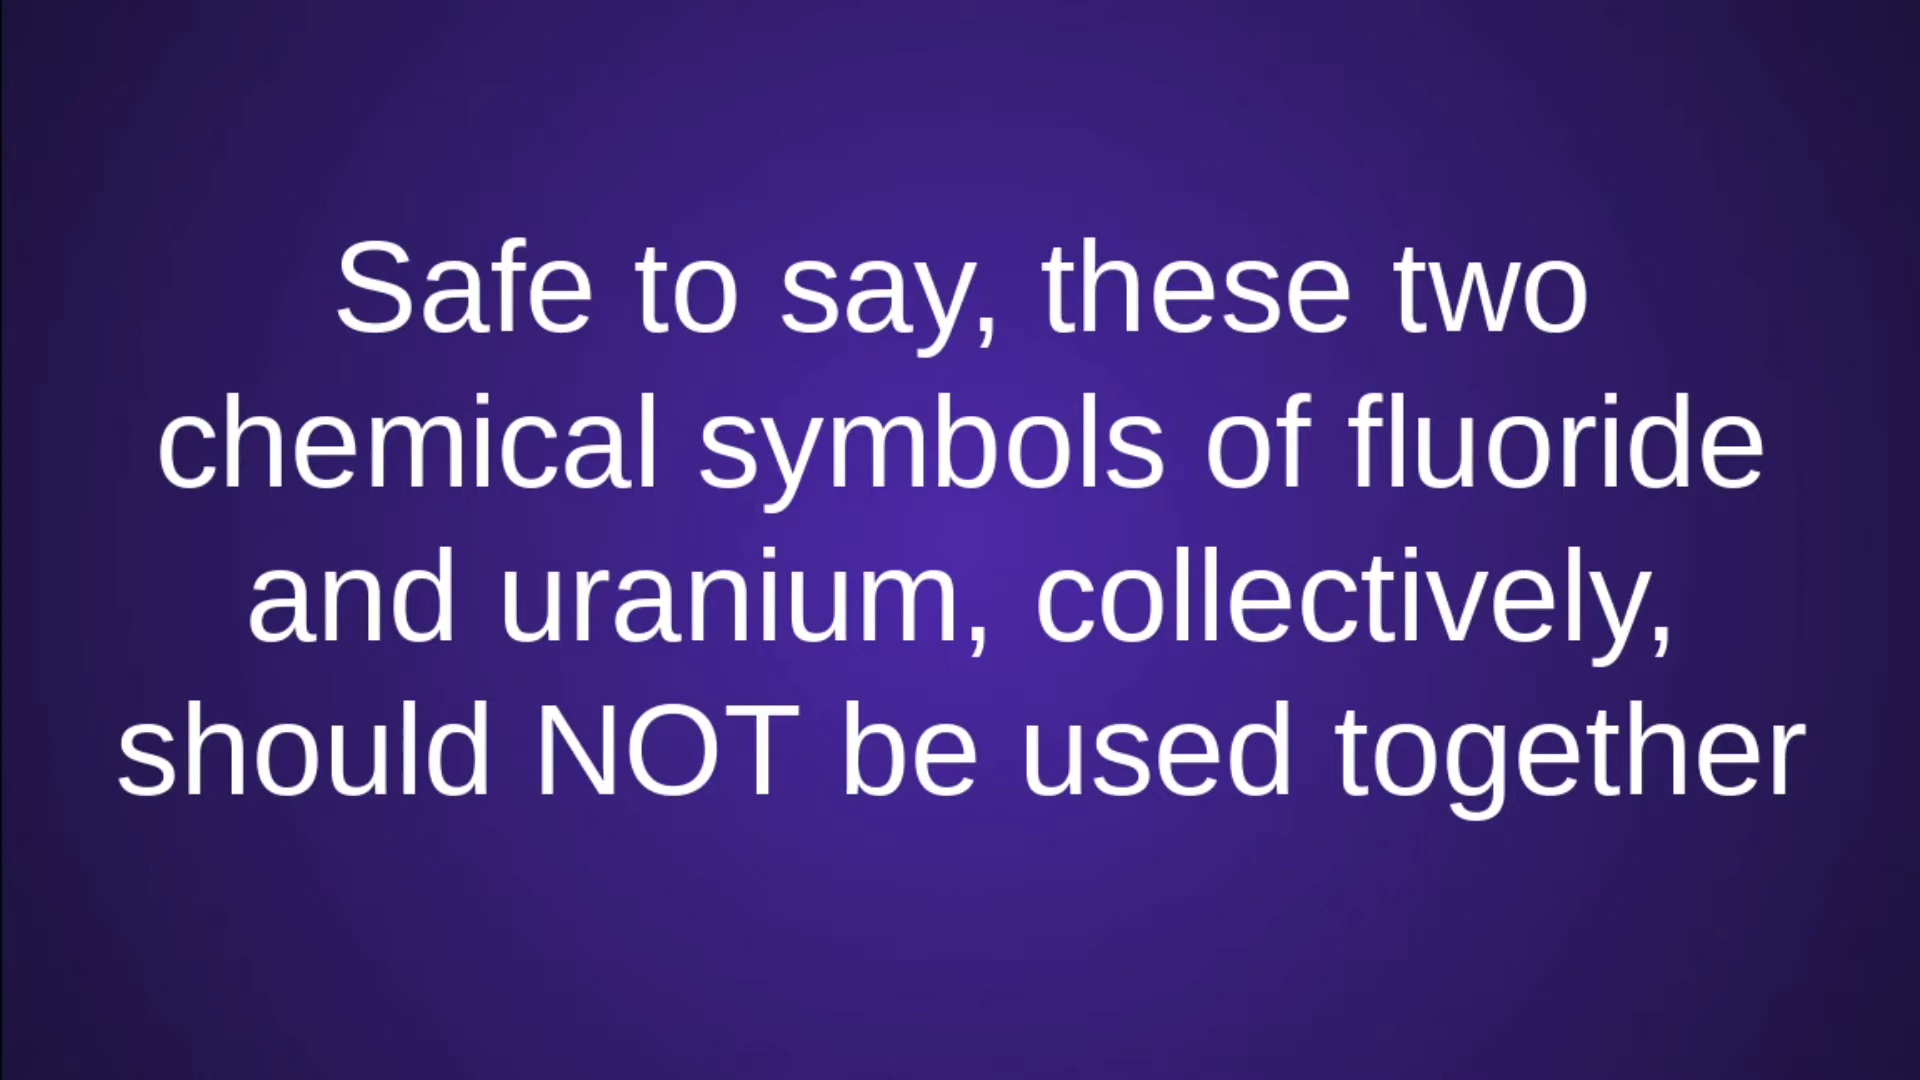 Safe to say, these two
chemical symbols of fluoride
and uranium, collectively,
should NOT be used together